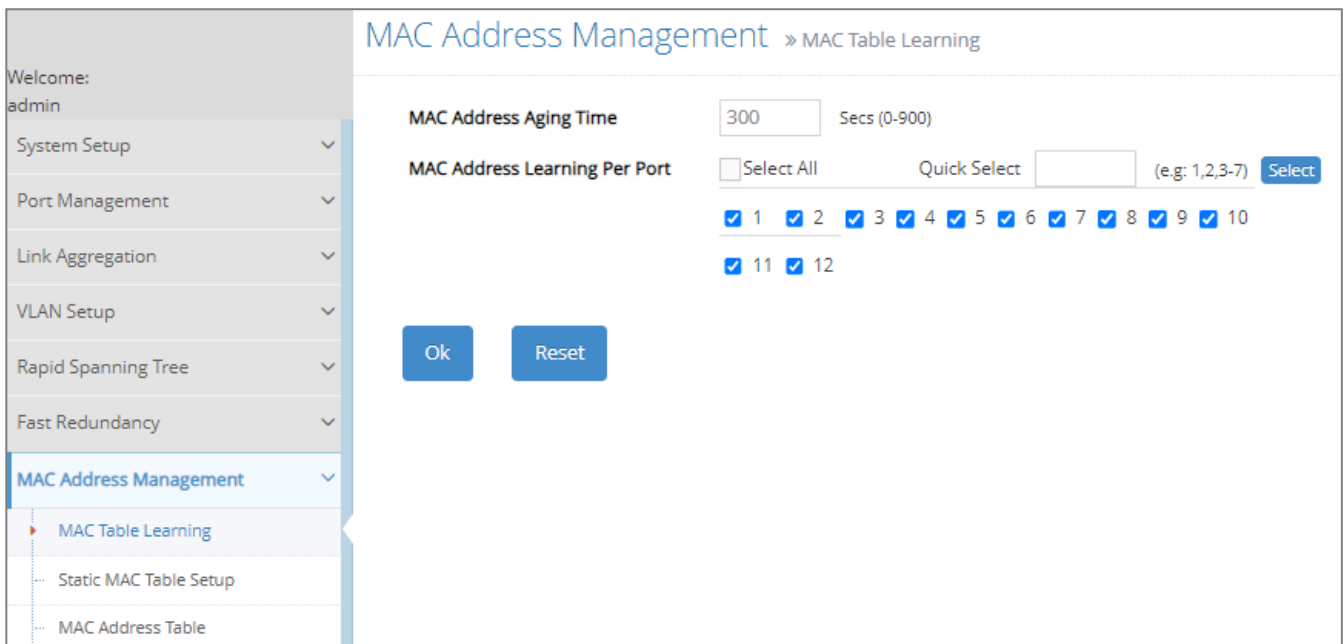 MAC Address Management » MAC Table Learning
Welcome:
admin
System Setup
Port Management
Link Aggregation
VLAN Setup
Rapid Spanning Tree
Fast Redundancy
MAC Address Management
MAC Table Learning
Static MAC Table Setup
MAC Address Table
MAC Address Aging Time 300 Secs (0-900)
MAC Address Learning Per Port Select All Quick Select (e.g: 1,2,3-7) Select
1 2 3 4 5 6 7 8 9 10
11 12
Ok Reset